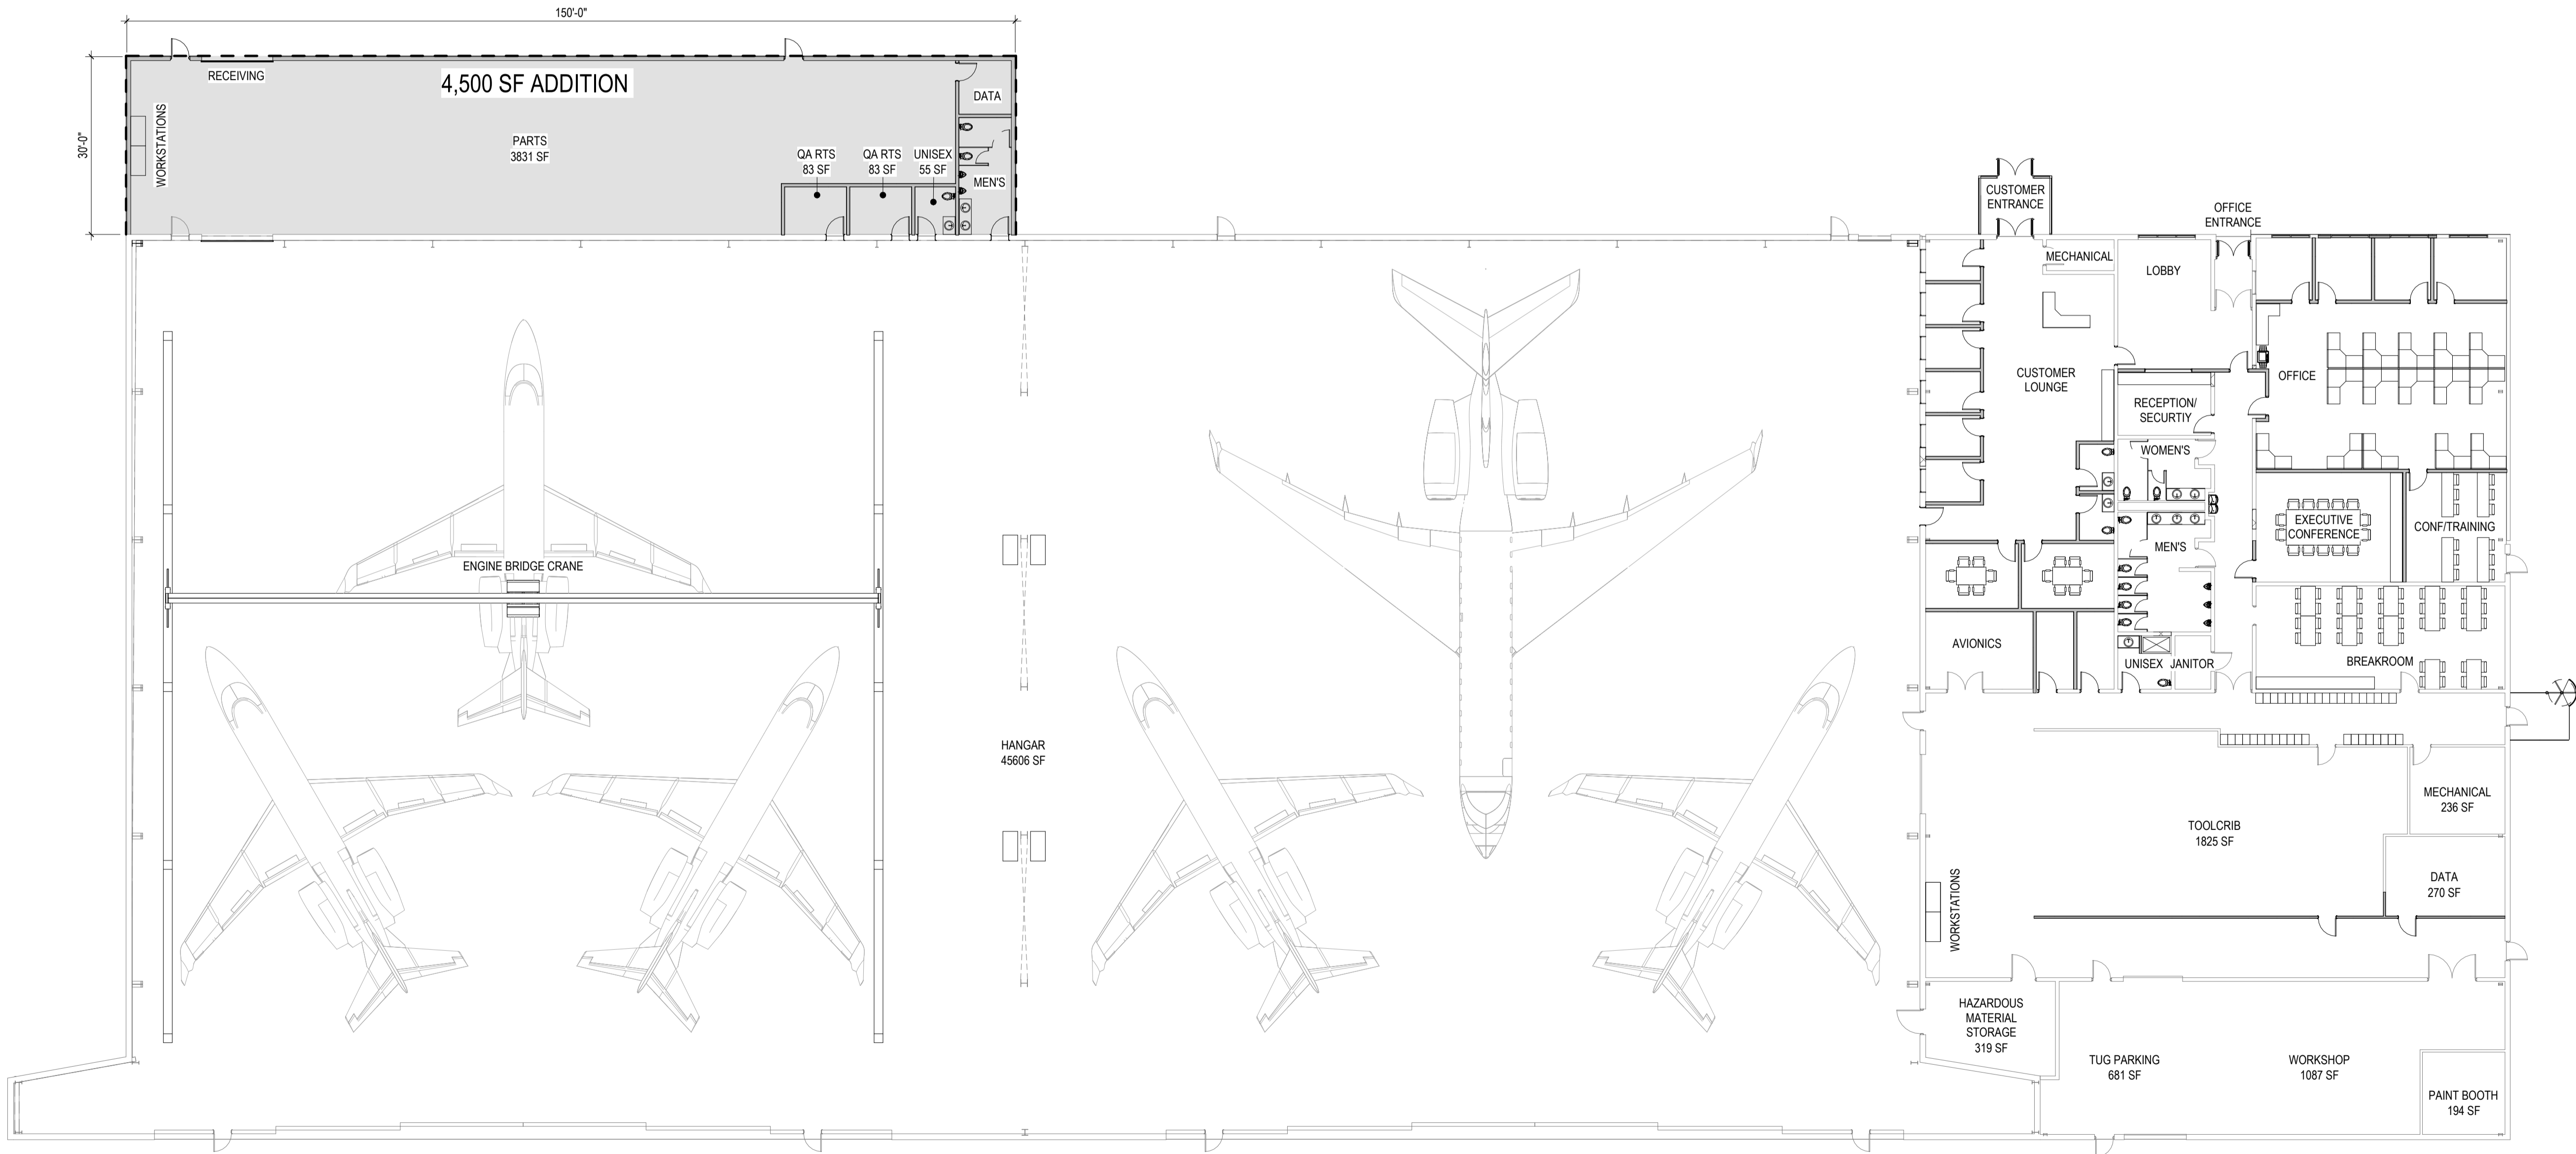 150'-0"
30'-0"
RECEIVING
4,500 SF ADDITION
WORKSTATIONS
PARTS
3831 SF
QA RTS
83 SF
QA RTS
83 SF
UNISEX
55 SF
DATA
MEN'S
CUSTOMER
ENTRANCE
OFFICE
ENTRANCE
MECHANICAL
LOBBY
CUSTOMER
LOUNGE
OFFICE
RECEPTION/
SECURTIY
WOMEN'S
EXECUTIVE
CONFERENCE
CONF/TRAINING
MEN'S
ENGINE BRIDGE CRANE
AVIONICS
UNISEX
JANITOR
BREAKROOM
HANGAR
45606 SF
MECHANICAL
236 SF
TOOLCRIB
1825 SF
DATA
270 SF
WORKSTATIONS
HAZARDOUS
MATERIAL
STORAGE
319 SF
TUG PARKING
681 SF
WORKSHOP
1087 SF
PAINT BOOTH
194 SF